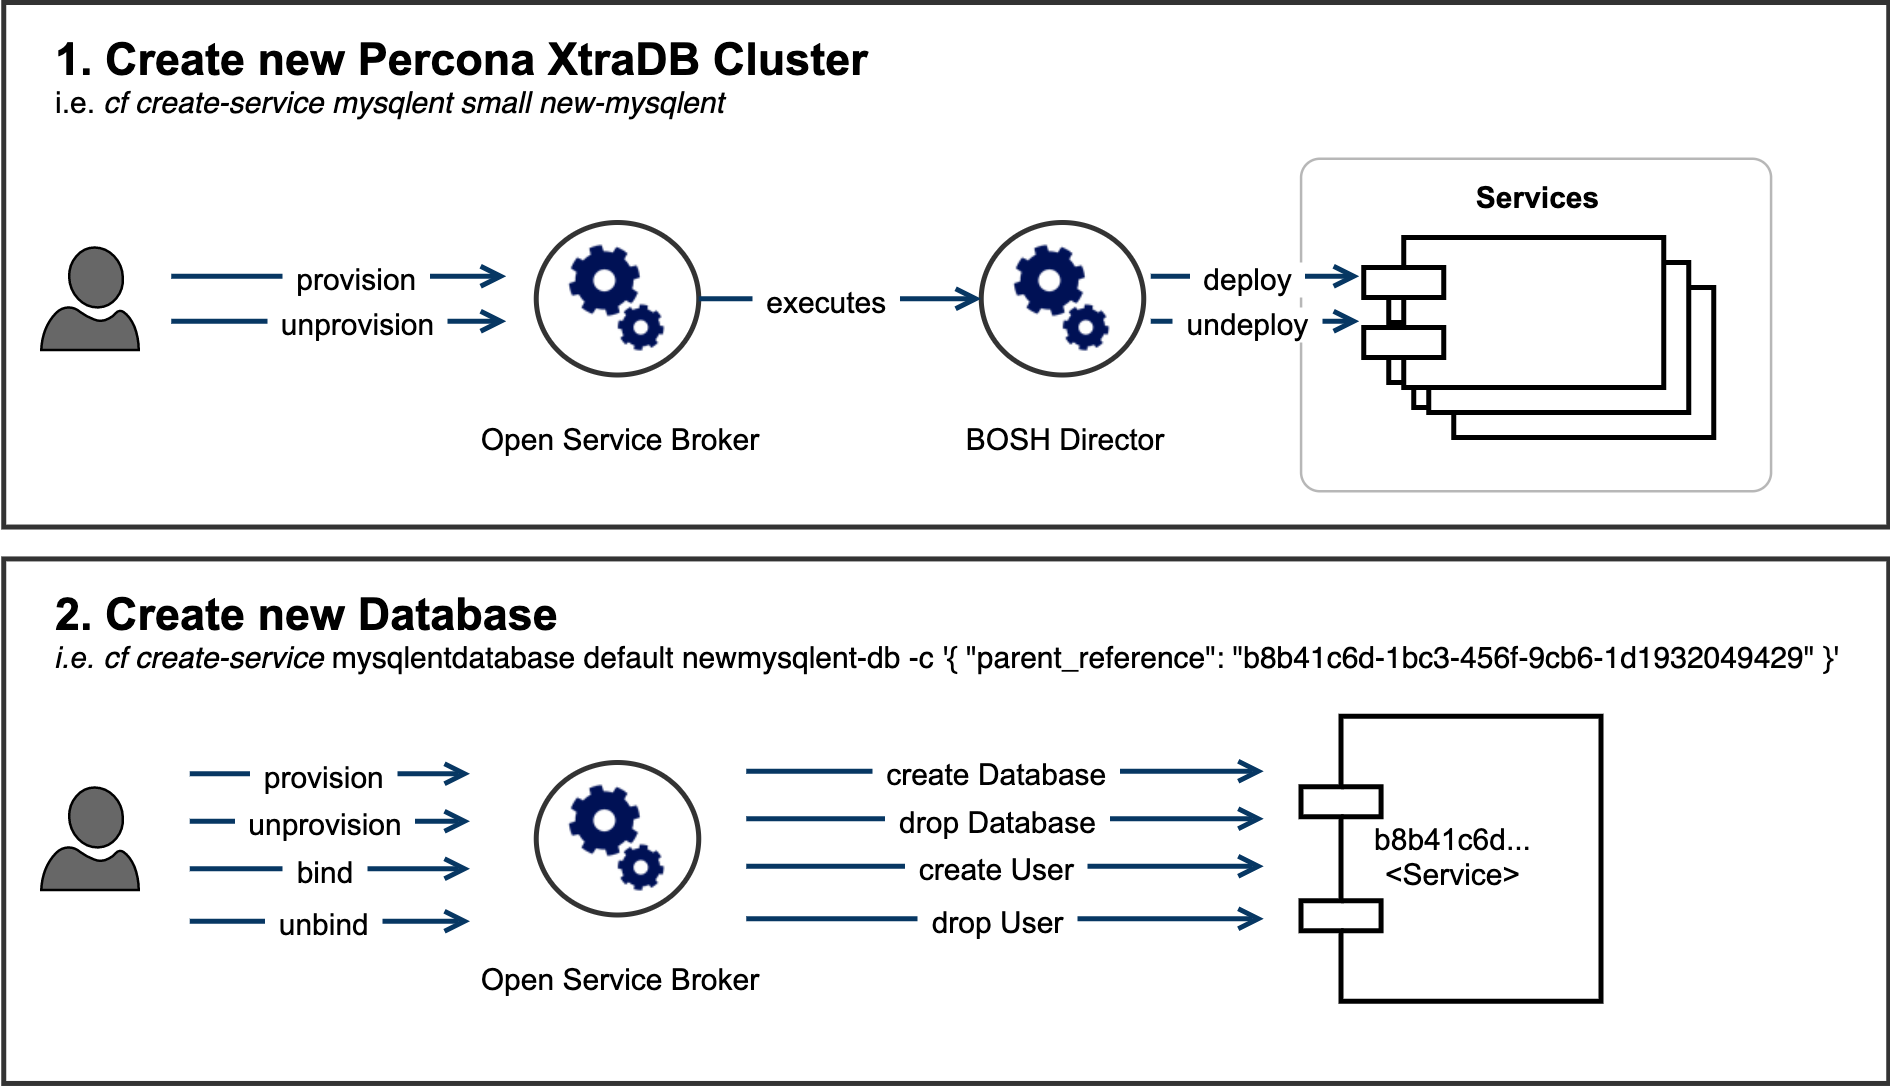 1. Create new Percona XtraDB Cluster
i.e. cf create-service mysqlent small new-mysqlent
Services
provision
unprovision
executes
deploy
undeploy
Open Service Broker
BOSH Director
2. Create new Database
i.e. cf create-service mysqlentdatabase default newmysqlent-db -c '{ "parent_reference": "b8b41c6d-1bc3-456f-9cb6-1d1932049429" }'
provision
unprovision
bind
unbind
create Database
drop Database
create User
drop User
b8b41c6d...
<Service>
Open Service Broker